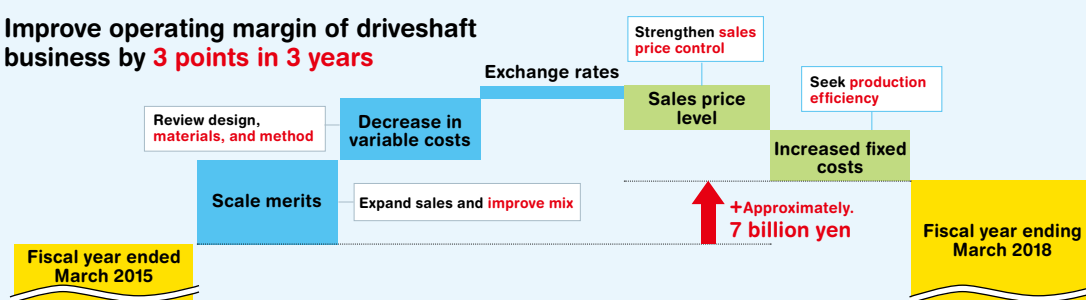 Improve operating margin of driveshaft
business by 3 points in 3 years
Strengthen sales
price control
Exchange rates
Seek production
efficiency
Sales price
level
Review design,
materials, and method
Decrease in
variable costs
Increased fixed
costs
Scale merits
Expand sales and improve mix
+Approximately.
7 billion yen
Fiscal year ending
March 2018
Fiscal year ended
March 2015